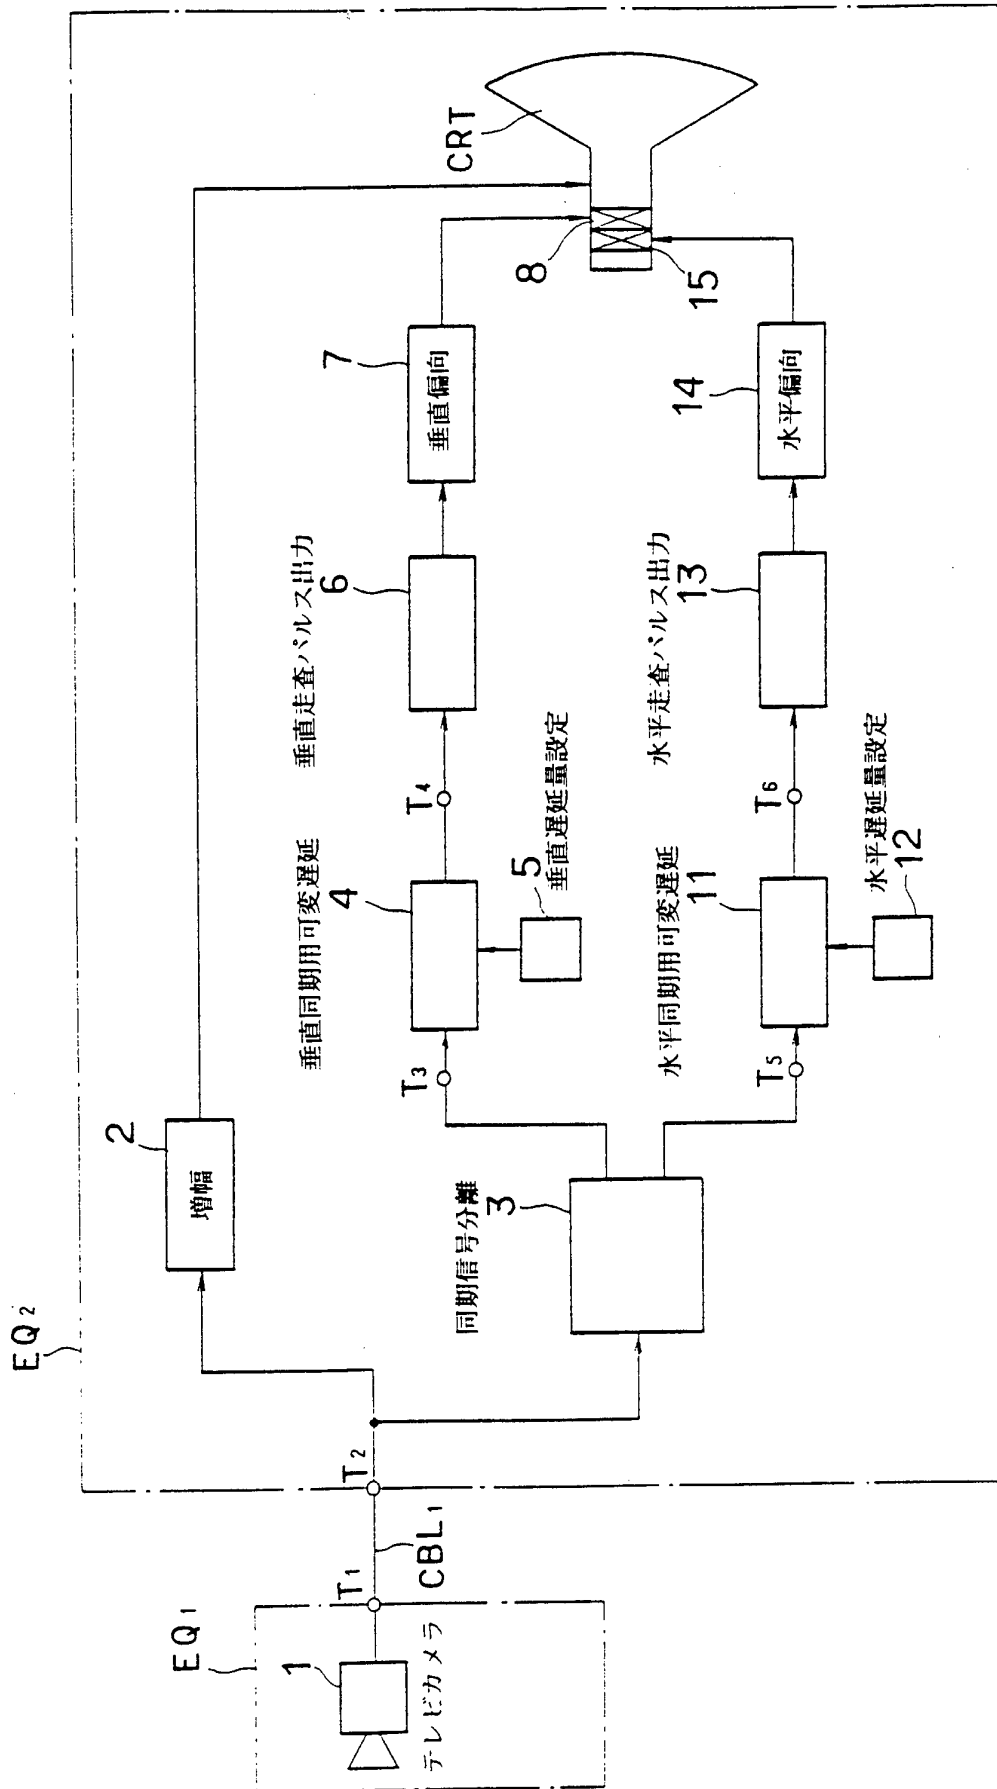 EQ1
1
テレビカメラ
T1
CBL1
T2
EQ2
2
増幅
同期信号分離
3
T3
垂直同期用可変遅延
4
5
垂直遅延量設定
T4
垂直走査パルス出力
6
7
垂直偏向
8
CRT
T5
水平同期用可変遅延
11
水平遅延量設定
12
T6
水平走査パルス出力
13
14
水平偏向
15